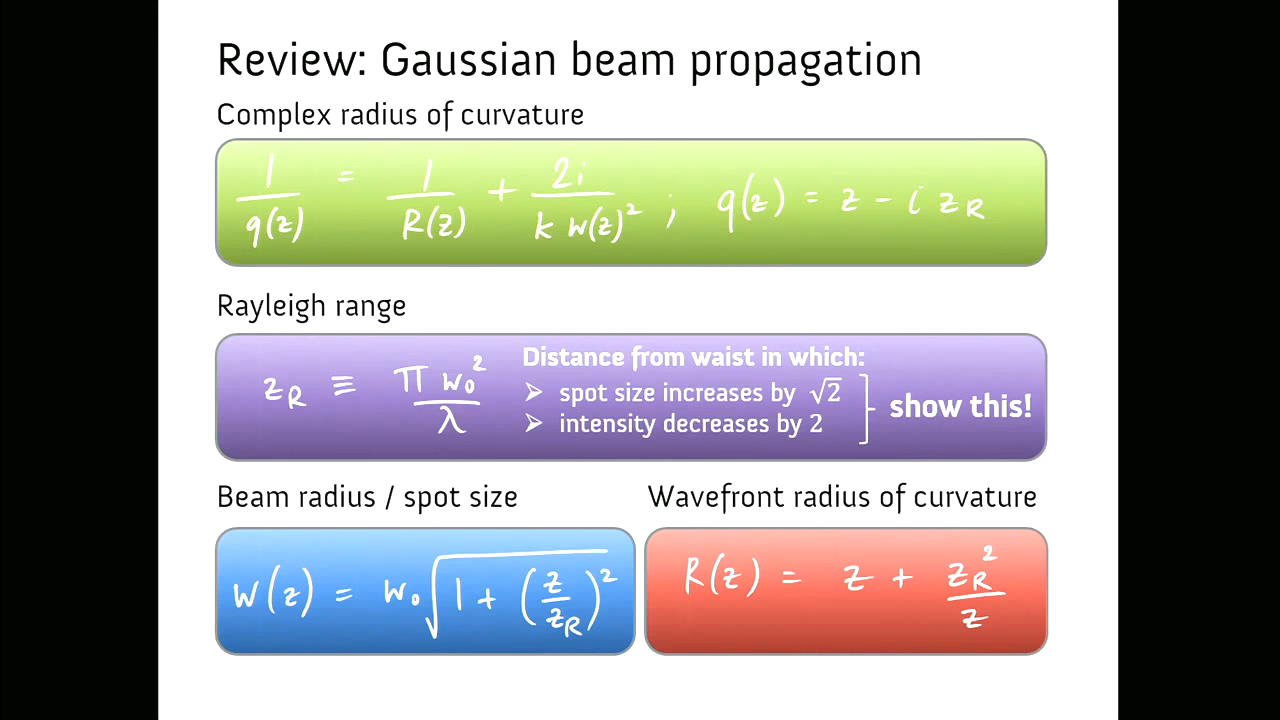 Review: Gaussian beam propagation
Complex radius of curvature
1/q(z) = 1/R(z) + 2i/(k w(z)²) ; q(z) = z - i z_R
Rayleigh range
z_R ≡ π w₀²/λ
Distance from waist in which:
➢ spot size increases by √2
➢ intensity decreases by 2
show this!
Beam radius / spot size
w(z) = w₀ √(1 + (z/z_R)²)
Wavefront radius of curvature
R(z) = z + z_R²/z